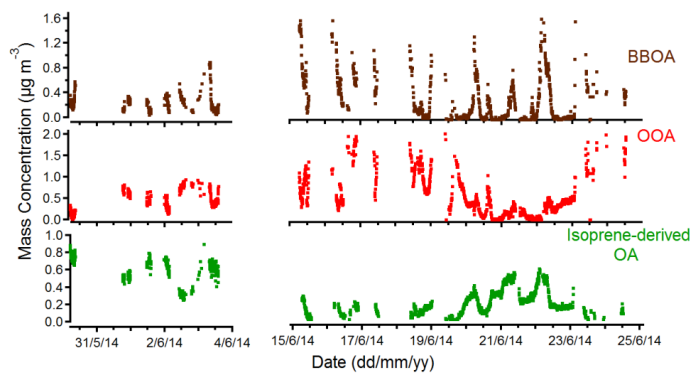 Mass Concentration (µg m-3)
1.6
1.2
0.8
0.4
0.0
BBOA
2.0
1.5
1.0
0.5
0.0
OOA
1.0
0.8
0.6
0.4
0.2
0.0
Isoprene-derived
OA
31/5/14 2/6/14 4/6/14 15/6/14 17/6/14 19/6/14 21/6/14 23/6/14 25/6/14
Date (dd/mm/yy)